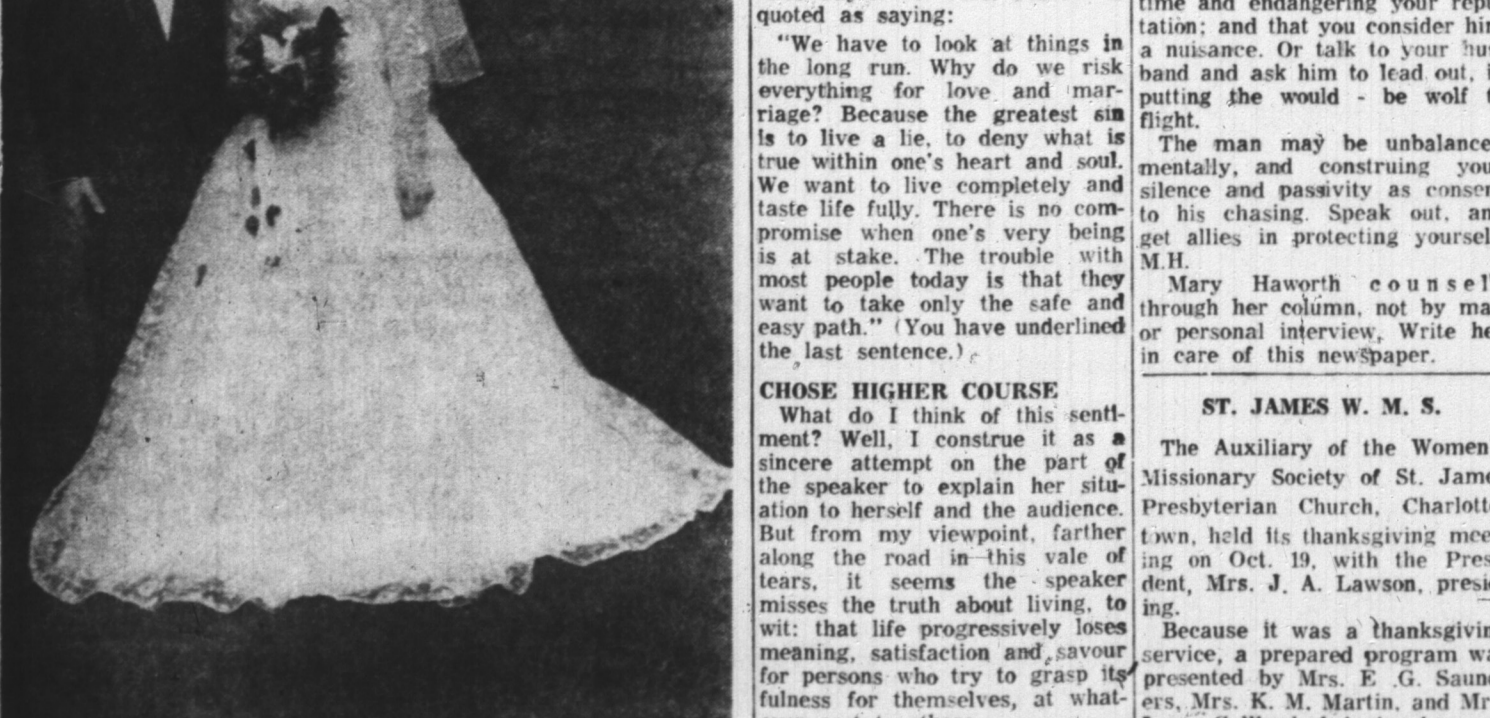 quoted as saying:
"We have to look at things in
the long run. Why do we risk
everything for love and mar-
riage? Because the greatest sin
is to live a lie, to deny what is
true within one's heart and soul.
We want to live completely and
taste life fully. There is no com-
promise when one's very being
is at stake. The trouble with
most people today is that they
want to take only the safe and
easy path." (You have underlined
the last sentence.)
CHOSE HIGHER COURSE
What do I think of this senti-
ment? Well, I construe it as a
sincere attempt on the part of
the speaker to explain her situ-
ation to herself and the audience.
But from my viewpoint, farther
along the road in this vale of
tears, it seems the speaker
misses the truth about living, to
wit: that life progressively loses
meaning, satisfaction and savour
for persons who try to grasp its
fulness for themselves, at what-
time and endangering your repu
tation; and that you consider him
a nuisance. Or talk to your hus
band and ask him to lead out, i
putting the would - be wolf t
flight.
The man may be unbalance
mentally, and construing you
silence and passivity as consen
to his chasing. Speak out, an
get allies in protecting yoursel
M.H.
Mary Haworth counsel
through her column, not by ma
or personal interview. Write he
in care of this newspaper.
ST. JAMES W. M. S.
The Auxiliary of the Women
Missionary Society of St. Jame
Presbyterian Church, Charlott
town, held its thanksgiving mee
ing on Oct. 19, with the Pres
dent, Mrs. J. A. Lawson, presid
ing.
Because it was a thanksgivin
service, a prepared program wa
presented by Mrs. E .G. Saund
ers, Mrs. K. M. Martin, and Mr